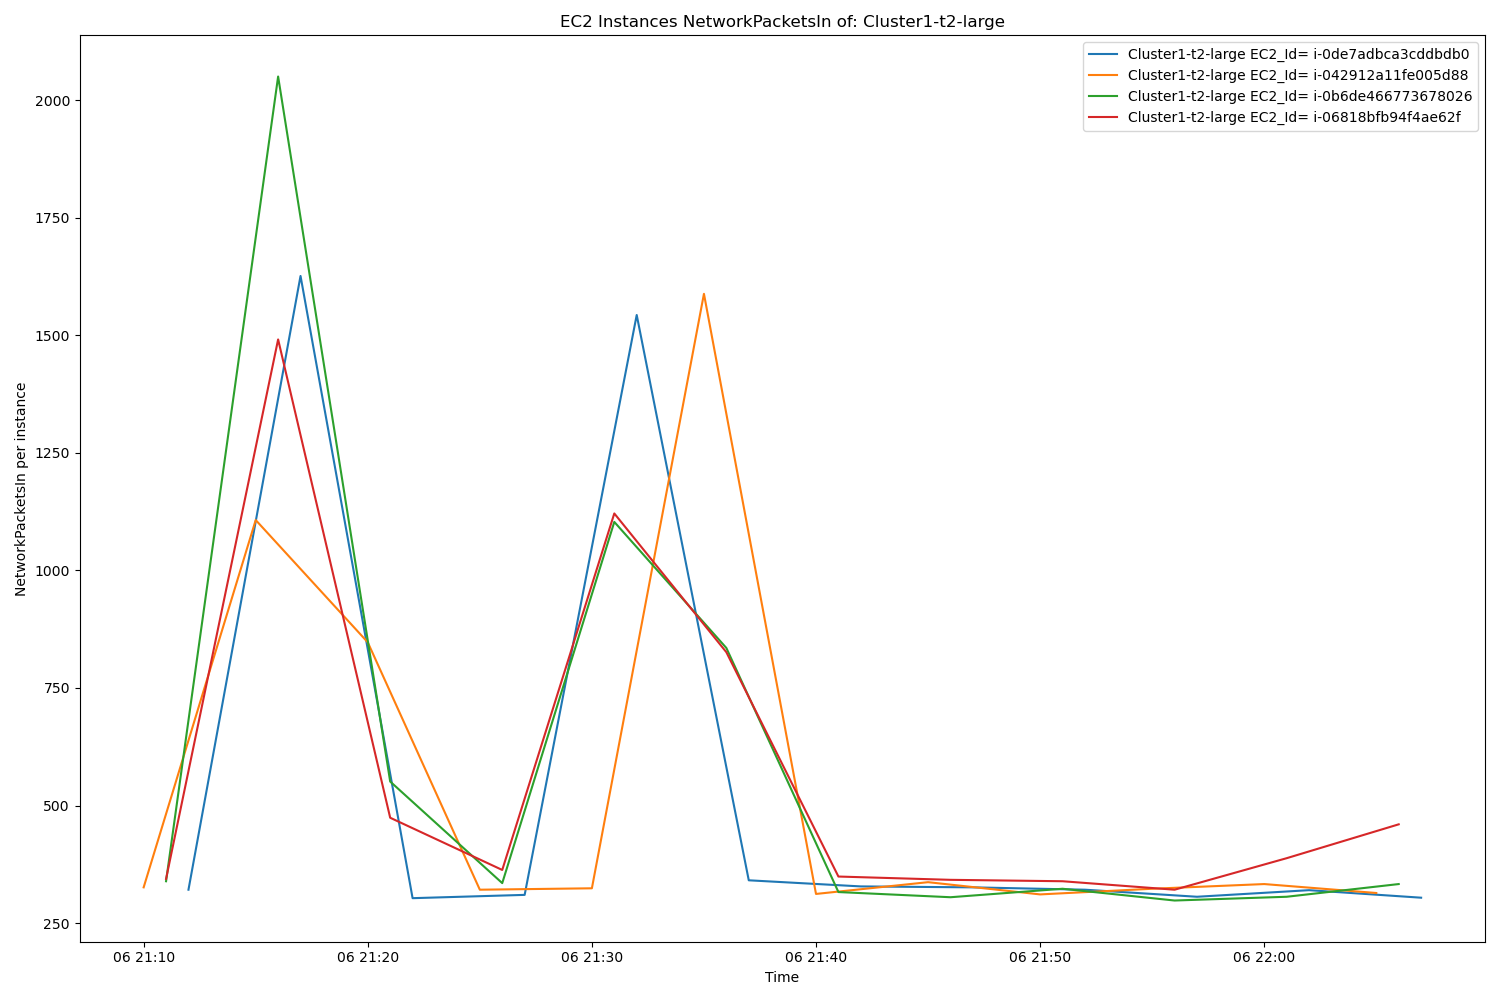 EC2 Instances NetworkPacketsIn of: Cluster1-t2-large
Cluster1-t2-large EC2_Id= i-0de7adbca3cddbdb0
Cluster1-t2-large EC2_Id= i-042912a11fe005d88
Cluster1-t2-large EC2_Id= i-0b6de466773678026
Cluster1-t2-large EC2_Id= i-06818bfb94f4ae62f
NetworkPacketsIn per instance
2000
1750
1500
1250
1000
750
500
250
06 21:10 06 21:20 06 21:30 06 21:40 06 21:50 06 22:00
Time